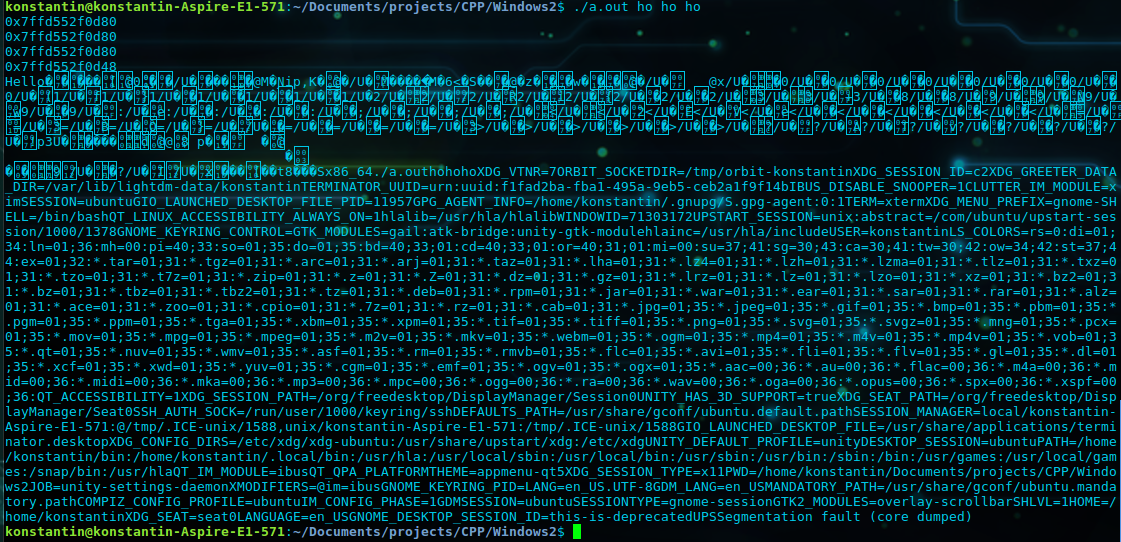 konstantin@konstantin-Aspire-E1-571:~/Documents/projects/CPP/Windows2$ ./a.out ho ho ho
0x7ffd552f0d80
0x7ffd552f0d80
0x7ffd552f0d80
0x7ffd552f0d48
Hello
Sx86_64./a.outhohohoXDG_VTNR=7ORBIT_SOCKETDIR=/tmp/orbit-konstantinXDG_SESSION_ID=c2XDG_GREETER_DATA
_DIR=/var/lib/lightdm-data/konstantinTERMINATOR_UUID=urn:uuid:f1fad2ba-fba1-495a-9eb5-ceb2a1f9f14bIBUS_DISABLE_SNOOPER=1CLUTTER_IM_MODULE=x
imSESSION=ubuntuGIO_LAUNCHED_DESKTOP_FILE_PID=11957GPG_AGENT_INFO=/home/konstantin/.gnupg/S.gpg-agent:0:1TERM=xtermXDG_MENU_PREFIX=gnome-SH
ELL=/bin/bashQT_LINUX_ACCESSIBILITY_ALWAYS_ON=1hlalib=/usr/hla/hlalibWINDOWID=71303172UPSTART_SESSION=unix:abstract=/com/ubuntu/upstart-ses
sion/1000/1378GNOME_KEYRING_CONTROL=GTK_MODULES=gail:atk-bridge:unity-gtk-modulehlainc=/usr/hla/includeUSER=konstantinLS_COLORS=rs=0:di=01;
34:ln=01;36:mh=00:pi=40;33:so=01;35:do=01;35:bd=40;33;01:cd=40;33;01:or=40;31;01:mi=00:su=37;41:sg=30;43:ca=30;41:tw=30;42:ow=34;42:st=37;4
4:ex=01;32:*.tar=01;31:*.tgz=01;31:*.arc=01;31:*.arj=01;31:*.taz=01;31:*.lha=01;31:*.lz4=01;31:*.lzh=01;31:*.lzma=01;31:*.tlz=01;31:*.txz=0
1;31:*.tzo=01;31:*.t7z=01;31:*.zip=01;31:*.z=01;31:*.Z=01;31:*.dz=01;31:*.gz=01;31:*.lrz=01;31:*.lz=01;31:*.lzo=01;31:*.xz=01;31:*.bz2=01;3
1:*.bz=01;31:*.tbz=01;31:*.tbz2=01;31:*.tz=01;31:*.deb=01;31:*.rpm=01;31:*.jar=01;31:*.war=01;31:*.ear=01;31:*.sar=01;31:*.rar=01;31:*.alz=
01;31:*.ace=01;31:*.zoo=01;31:*.cpio=01;31:*.7z=01;31:*.rz=01;31:*.cab=01;31:*.jpg=01;35:*.jpeg=01;35:*.gif=01;35:*.bmp=01;35:*.pbm=01;35:*
.pgm=01;35:*.ppm=01;35:*.tga=01;35:*.xbm=01;35:*.xpm=01;35:*.tif=01;35:*.tiff=01;35:*.png=01;35:*.svg=01;35:*.svgz=01;35:*.mng=01;35:*.pcx=
01;35:*.mov=01;35:*.mpg=01;35:*.mpeg=01;35:*.m2v=01;35:*.mkv=01;35:*.webm=01;35:*.ogm=01;35:*.mp4=01;35:*.m4v=01;35:*.mp4v=01;35:*.vob=01;3
5:*.qt=01;35:*.nuv=01;35:*.wmv=01;35:*.asf=01;35:*.rm=01;35:*.rmvb=01;35:*.flc=01;35:*.avi=01;35:*.fli=01;35:*.flv=01;35:*.gl=01;35:*.dl=01
;35:*.xcf=01;35:*.xwd=01;35:*.yuv=01;35:*.cgm=01;35:*.emf=01;35:*.ogv=01;35:*.ogx=01;35:*.aac=00;36:*.au=00;36:*.flac=00;36:*.m4a=00;36:*.m
id=00;36:*.midi=00;36:*.mka=00;36:*.mp3=00;36:*.mpc=00;36:*.ogg=00;36:*.ra=00;36:*.wav=00;36:*.oga=00;36:*.opus=00;36:*.spx=00;36:*.xspf=00
;36:QT_ACCESSIBILITY=1XDG_SESSION_PATH=/org/freedesktop/DisplayManager/Session0UNITY_HAS_3D_SUPPORT=trueXDG_SEAT_PATH=/org/freedesktop/Disp
layManager/Seat0SSH_AUTH_SOCK=/run/user/1000/keyring/sshDEFAULTS_PATH=/usr/share/gconf/ubuntu.default.pathSESSION_MANAGER=local/konstantin-
Aspire-E1-571:@/tmp/.ICE-unix/1588,unix/konstantin-Aspire-E1-571:/tmp/.ICE-unix/1588GIO_LAUNCHED_DESKTOP_FILE=/usr/share/applications/termi
nator.desktopXDG_CONFIG_DIRS=/etc/xdg/xdg-ubuntu:/usr/share/upstart/xdg:/etc/xdgUNITY_DEFAULT_PROFILE=unityDESKTOP_SESSION=ubuntuPATH=/home
/konstantin/bin:/home/konstantin/.local/bin:/usr/hla:/usr/local/sbin:/usr/local/bin:/usr/sbin:/usr/bin:/sbin:/bin:/usr/games:/usr/local/gam
es:/snap/bin:/usr/hlaQT_IM_MODULE=ibusQT_QPA_PLATFORMTHEME=appmenu-qt5XDG_SESSION_TYPE=x11PWD=/home/konstantin/Documents/projects/CPP/Windo
ws2JOB=unity-settings-daemonXMODIFIERS=@im=ibusGNOME_KEYRING_PID=LANG=en_US.UTF-8GDM_LANG=en_USMANDATORY_PATH=/usr/share/gconf/ubuntu.manda
tory.pathCOMPIZ_CONFIG_PROFILE=ubuntuIM_CONFIG_PHASE=1GDMSESSION=ubuntuSESSIONTYPE=gnome-sessionGTK2_MODULES=overlay-scrollbarSHLVL=1HOME=/
home/konstantinXDG_SEAT=seat0LANGUAGE=en_USGNOME_DESKTOP_SESSION_ID=this-is-deprecatedUPSSegmentation fault (core dumped)
konstantin@konstantin-Aspire-E1-571:~/Documents/projects/CPP/Windows2$